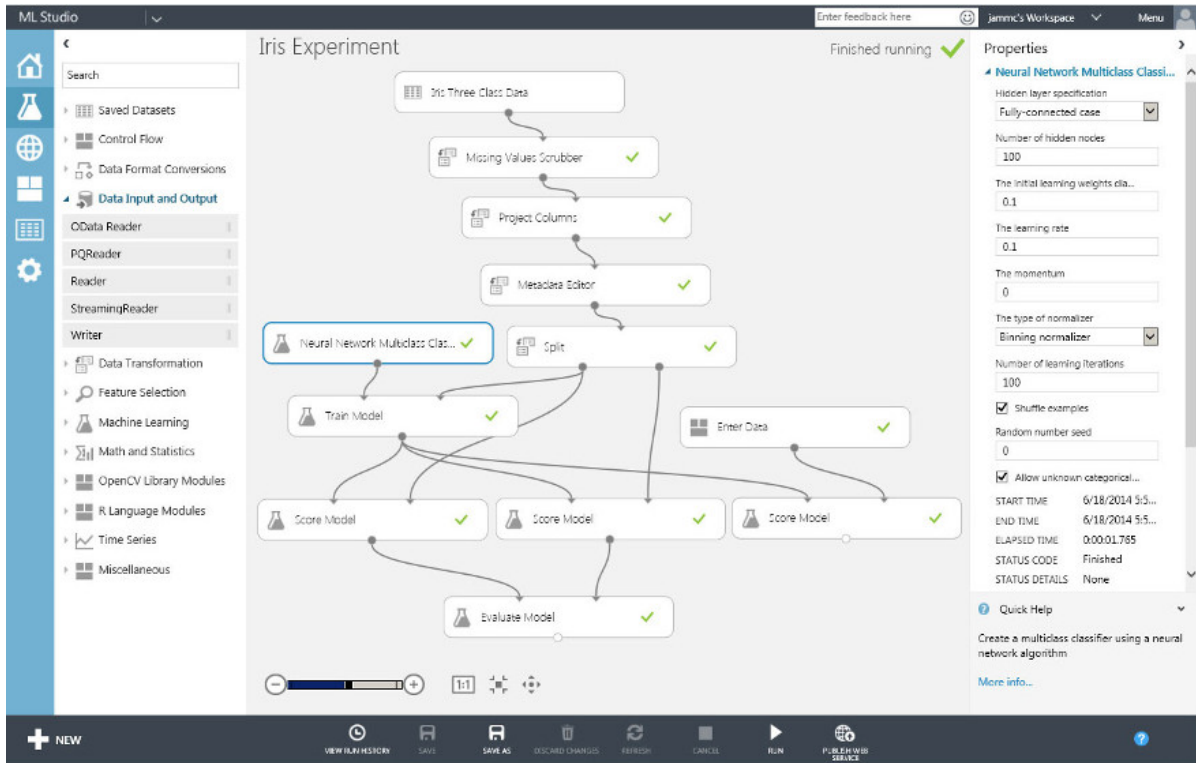 ML Studio
Enter feedback here
jammc's Workspace
Menu
Search
Saved Datasets
Control Flow
Data Format Conversions
Data Input and Output
OData Reader
PQReader
Reader
StreamingReader
Writer
Data Transformation
Feature Selection
Machine Learning
Math and Statistics
OpenCV Library Modules
R Language Modules
Time Series
Miscellaneous
Iris Experiment
Finished running
Iris Three Class Data
Missing Values Scrubber
Project Columns
Metadata Editor
Neural Network Multiclass Clas...
Split
Train Model
Enter Data
Score Model
Score Model
Score Model
Evaluate Model
1:1
Properties
Neural Network Multiclass Classi...
Hidden layer specification
Fully-connected case
Number of hidden nodes
100
The initial learning weights dia...
0.1
The learning rate
0.1
The momentum
0
The type of normalizer
Binning normalizer
Number of learning iterations
100
Shuffle examples
Random number seed
0
Allow unknown categorical...
START TIME 6/18/2014 5:5...
END TIME 6/18/2014 5:5...
ELAPSED TIME 0:00:01.765
STATUS CODE Finished
STATUS DETAILS None
Quick Help
Create a multiclass classifier using a neural
network algorithm
More info...
NEW
VIEW RUN HISTORY
SAVE
SAVE AS
DISCARD CHANGES
REFRESH
CANCEL
RUN
PUBLISH WEB
SERVICE
?